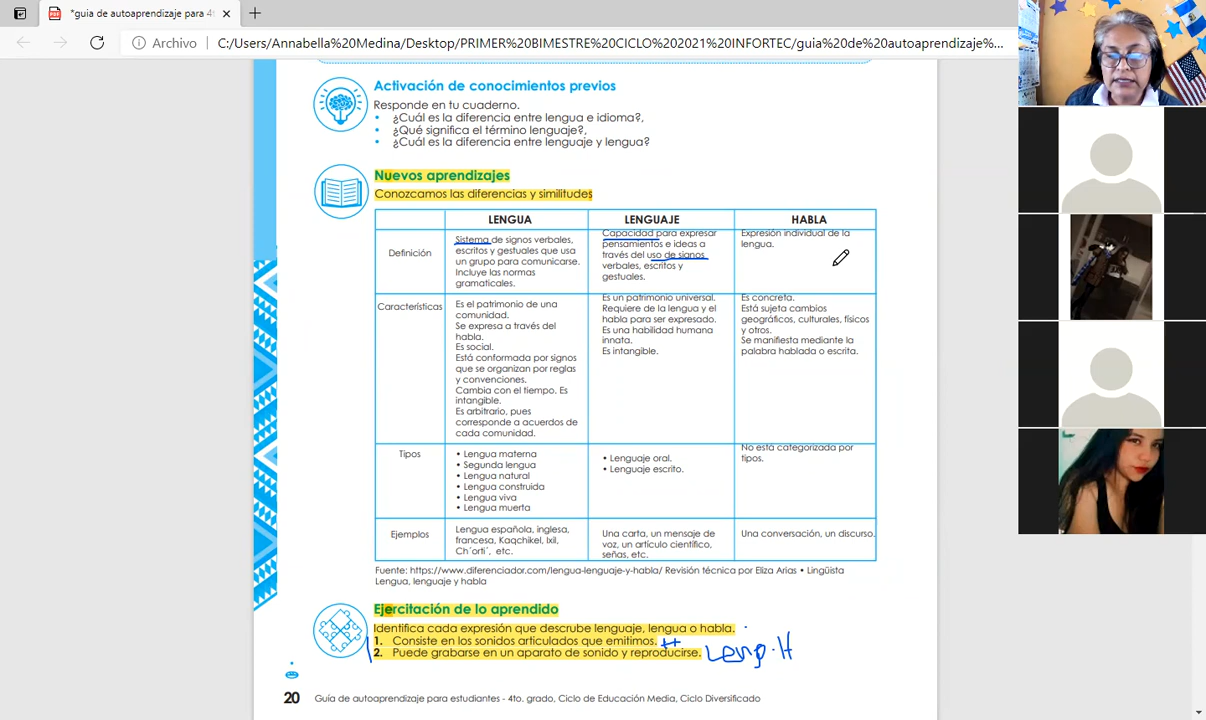 *guia de autoaprendizaje para 4t
Archivo
C:/Users/Annabella%20Medina/Desktop/PRIMER%20BIMESTRE%20CICLO%202021%20INFORTEC/guia%20de%20autoaprendizaje%...
Activación de conocimientos previos
Responde en tu cuaderno.
• ¿Cuál es la diferencia entre lengua e idioma?,
• ¿Qué significa el término lenguaje?,
• ¿Cuál es la diferencia entre lenguaje y lengua?
Nuevos aprendizajes
Conozcamos las diferencias y similitudes
LENGUA
LENGUAJE
HABLA
Definición
Sistema de signos verbales,
escritos y gestuales que usa
un grupo para comunicarse.
Incluye las normas
gramaticales.
Capacidad para expresar
pensamientos e ideas a
través del uso de signos
verbales, escritos y
gestuales.
Expresión individual de la
lengua.
Características
Es el patrimonio de una
comunidad.
Se expresa a través del
habla.
Es social.
Está conformada por signos
que se organizan por reglas
y convenciones.
Cambia con el tiempo. Es
intangible.
Es arbitrario, pues
corresponde a acuerdos de
cada comunidad.
Es un patrimonio universal.
Requiere de la lengua y el
habla para ser expresado.
Es una habilidad humana
innata.
Es intangible.
Es concreta.
Está sujeta cambios
geográficos, culturales, físicos
y otros.
Se manifiesta mediante la
palabra hablada o escrita.
Tipos
• Lengua materna
• Segunda lengua
• Lengua natural
• Lengua construida
• Lengua viva
• Lengua muerta
• Lenguaje oral.
• Lenguaje escrito.
No está categorizada por
tipos.
Ejemplos
Lengua española, inglesa,
francesa, Kaqchikel, Ixil,
Ch´orti´, etc.
Una carta, un mensaje de
voz, un artículo científico,
señas, etc.
Una conversación, un discurso.
Fuente: https://www.diferenciador.com/lengua-lenguaje-y-habla/ Revisión técnica por Eliza Arias • Lingüista
Lengua, lenguaje y habla
Ejercitación de lo aprendido
Identifica cada expresión que descrube lenguaje, lengua o habla.
1. Consiste en los sonidos articulados que emitimos.
2. Puede grabarse en un aparato de sonido y reproducirse.
20 Guía de autoaprendizaje para estudiantes - 4to. grado, Ciclo de Educación Media, Ciclo Diversificado